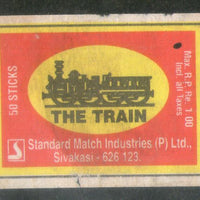 50 STICKS
THE TRAIN
Max. R.P. Re. 1.00
Incl. all Taxes
S
Standard Match Industries (P) Ltd.,
Sivakasi - 626 123.